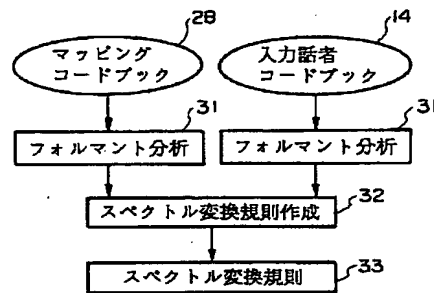 28
14
マッピング
コードブック
入力話者
コードブック
31
31
フォルマント分析
フォルマント分析
32
スペクトル変換規則作成
33
スペクトル変換規則